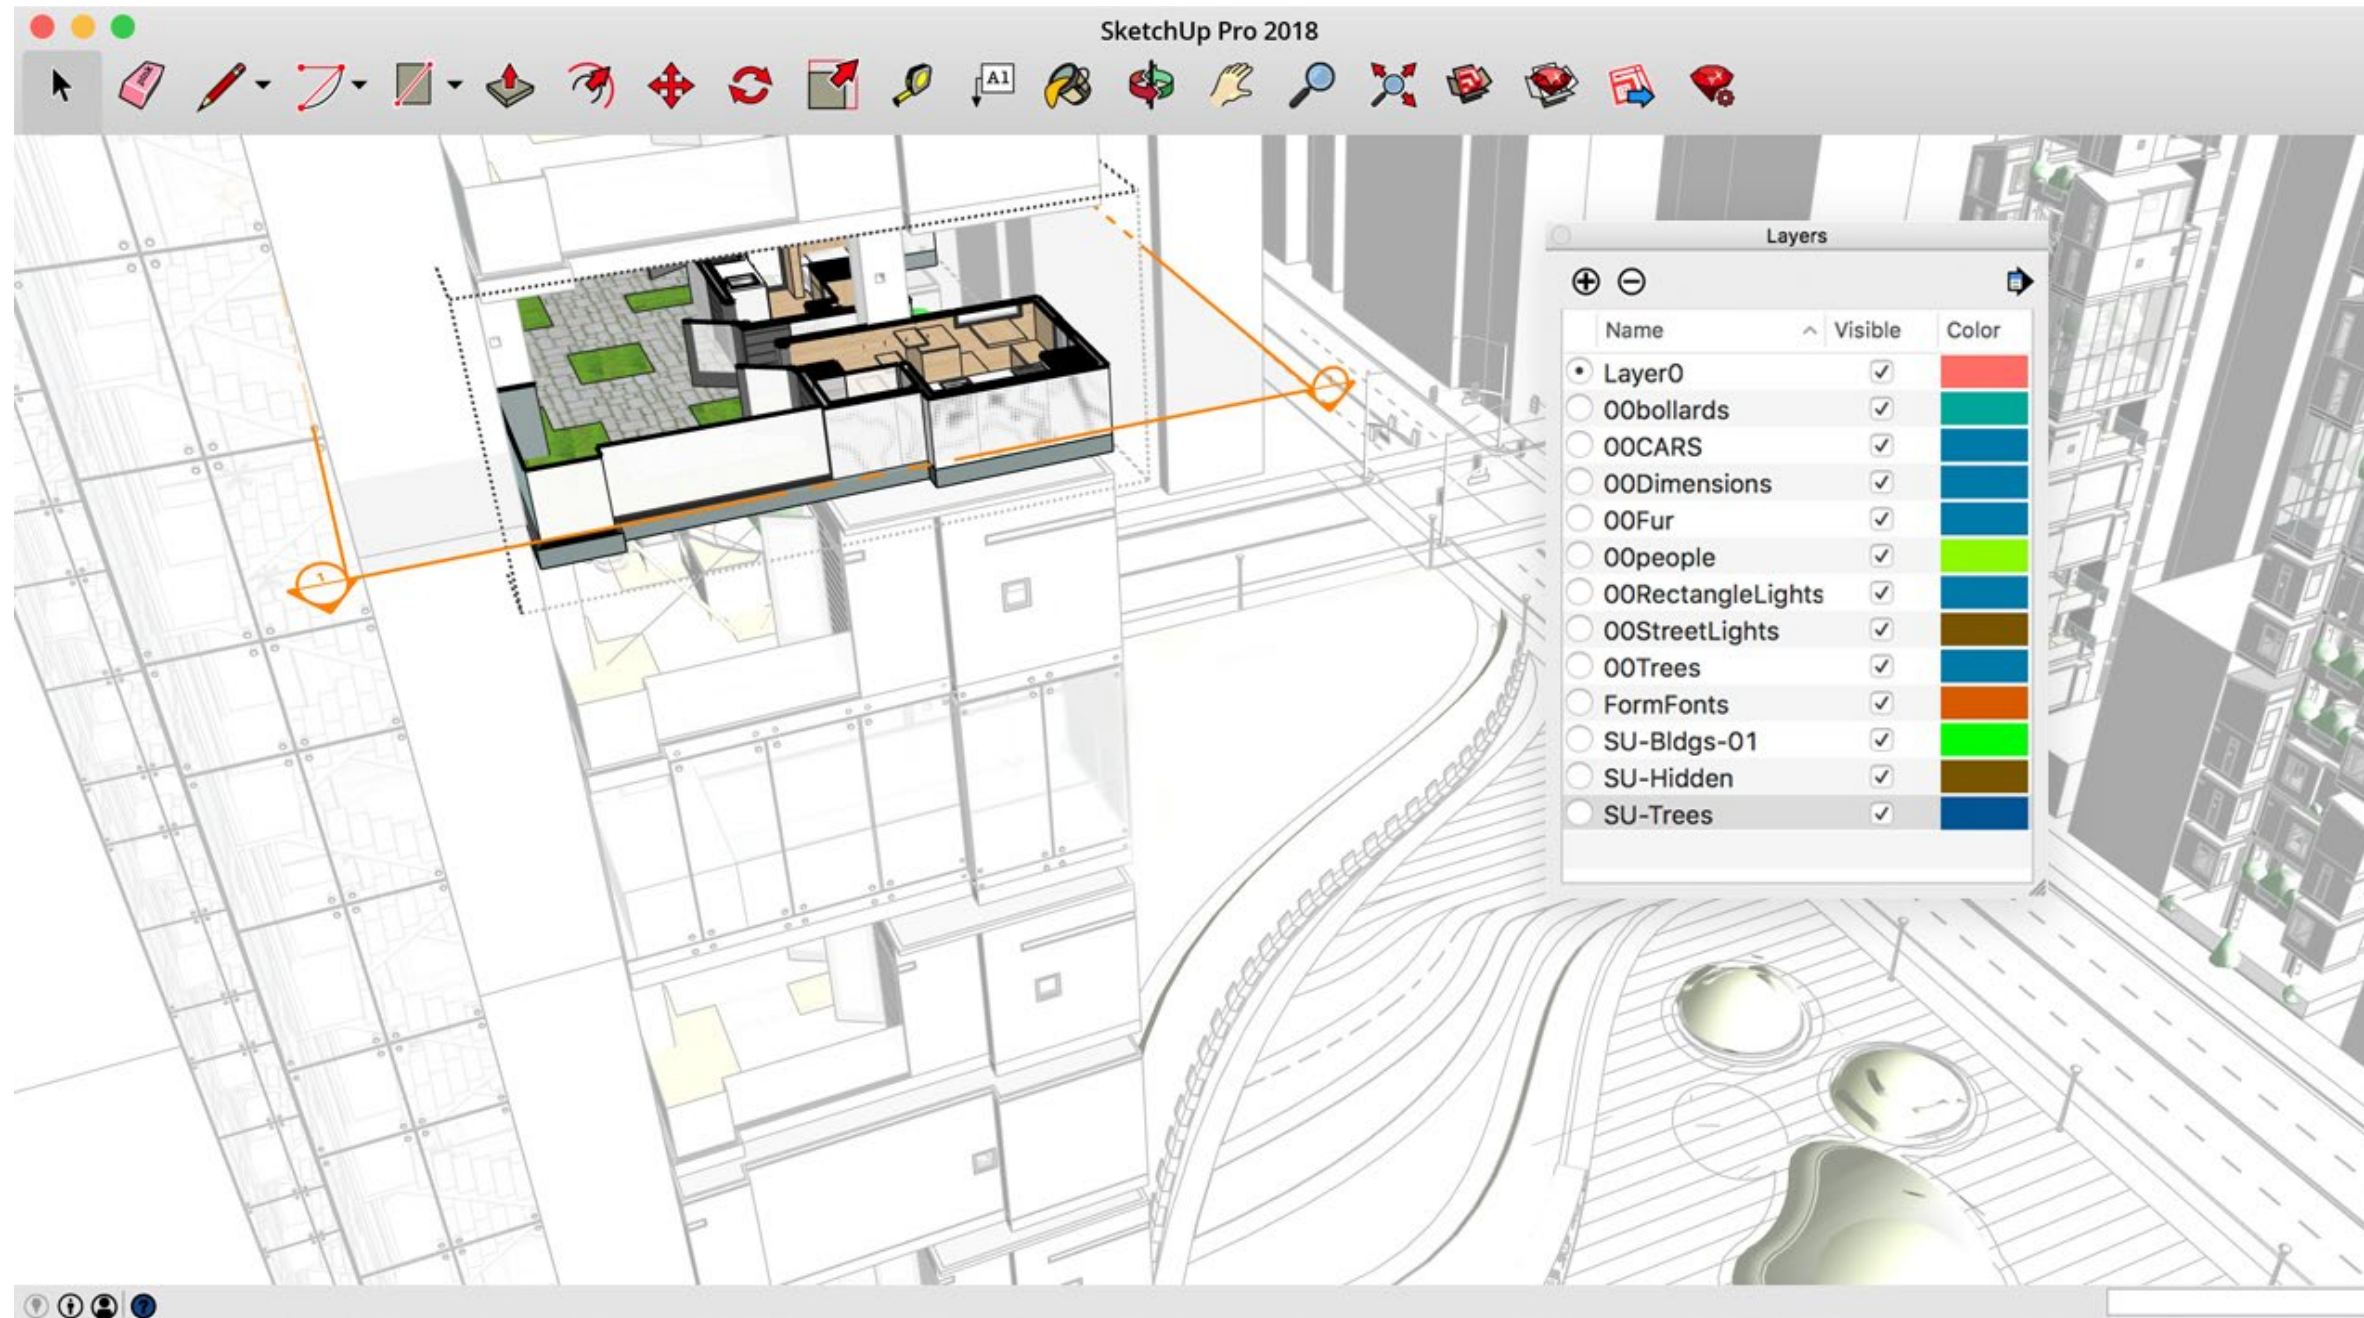 SketchUp Pro 2018
A1
Layers
Name Visible Color
Layer0
00bollards
00CARS
00Dimensions
00Fur
00people
00RectangleLights
00StreetLights
00Trees
FormFonts
SU-Bldgs-01
SU-Hidden
SU-Trees
?